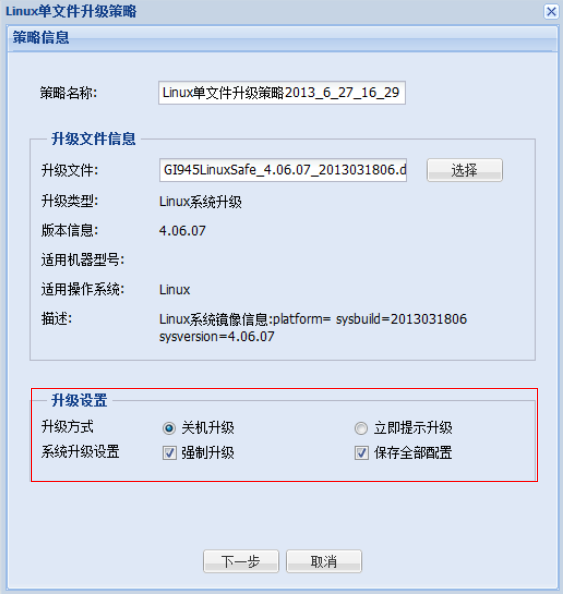 Linux单文件升级策略
策略信息
策略名称: Linux单文件升级策略2013_6_27_16_29
升级文件信息
升级文件: GI945LinuxSafe_4.06.07_2013031806.d 选择
升级类型: Linux系统升级
版本信息: 4.06.07
适用机器型号:
适用操作系统: Linux
描述: Linux系统镜像信息:platform= sysbuild=2013031806
sysversion=4.06.07
升级设置
升级方式 关机升级 立即提示升级
系统升级设置 强制升级 保存全部配置
下一步 取消